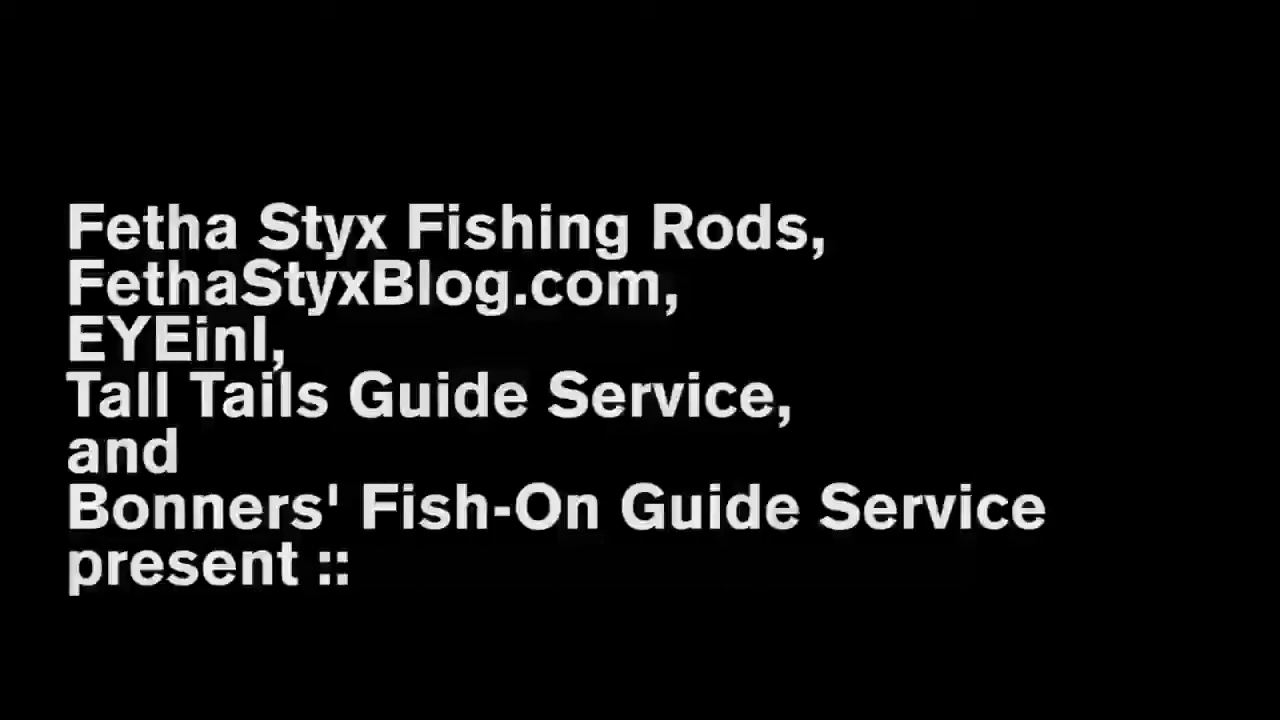 Fetha Styx Fishing Rods,
FethaStyxBlog.com,
EYEinI,
Tall Tails Guide Service,
and
Bonners' Fish-On Guide Service
present ::